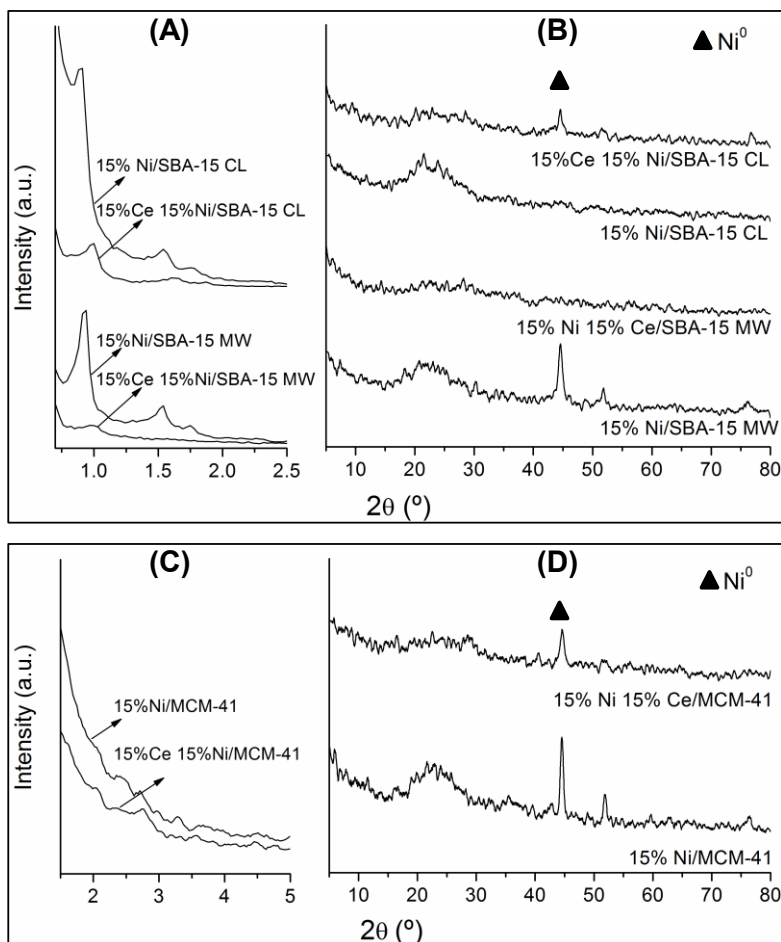 (A)
(B)
▲ Ni⁰
15% Ni/SBA-15 CL
15%Ce 15%Ni/SBA-15 CL
15%Ni/SBA-15 MW
15%Ce 15%Ni/SBA-15 MW
15%Ce 15% Ni/SBA-15 CL
15% Ni/SBA-15 CL
15% Ni 15% Ce/SBA-15 MW
15% Ni/SBA-15 MW
Intensity (a.u.)
1.0 1.5 2.0 2.5
10 20 30 40 50 60 70 80
2θ (º)
(C)
(D)
▲ Ni⁰
15%Ni/MCM-41
15%Ce 15%Ni/MCM-41
15% Ni 15% Ce/MCM-41
15% Ni/MCM-41
Intensity (a.u.)
2 3 4 5
10 20 30 40 50 60 70 80
2θ (º)